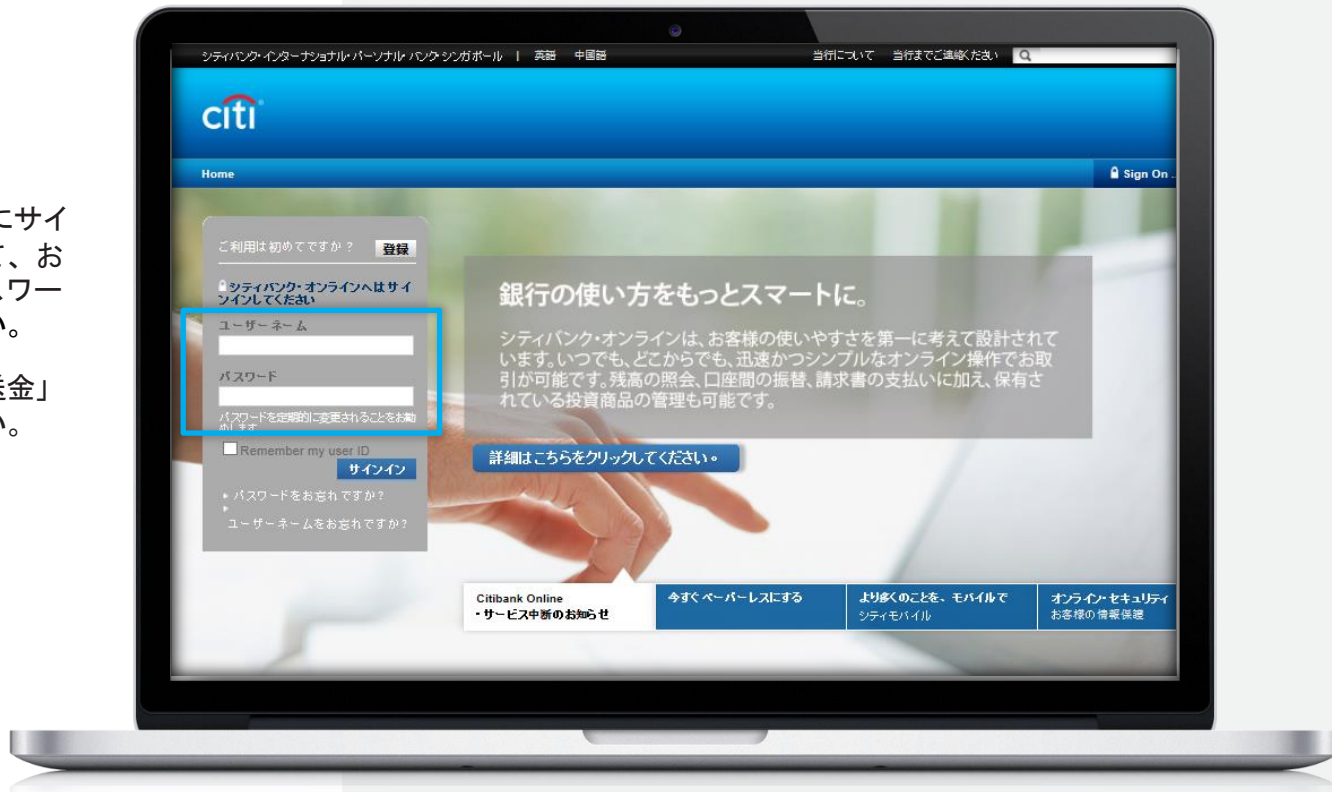 にサイ
て、お
スワー
い。
送金」
い。
シティバンク・インターナショナル・パーソナル・バンク・シンガポール | 英語 中国語 当行について 当行までご連絡ください
citi
Home Sign On ..
ご利用は初めてですか? 登録
シティバンク・オンラインへはサイ
ンインしてください
ユーザーネーム
パスワード
パスワードを定期的に変更されることをお勧
めします
Remember my user ID
サインイン
パスワードをお忘れですか?
ユーザーネームをお忘れですか?
銀行の使い方をもっとスマートに。
シティバンク・オンラインは、お客様の使いやすさを第一に考えて設計されて
います。いつでも、どこからでも、迅速かつシンプルなオンライン操作でお取
引が可能です。残高の照会、口座間の振替、請求書の支払いに加え、保有さ
れている投資商品の管理も可能です。
詳細はこちらをクリックしてください。
Citibank Online
・サービス中断のお知らせ
今すぐペーパーレスにする
より多くのことを、モバイルで
シティモバイル
オンライン・セキュリティ
お客様の情報保護